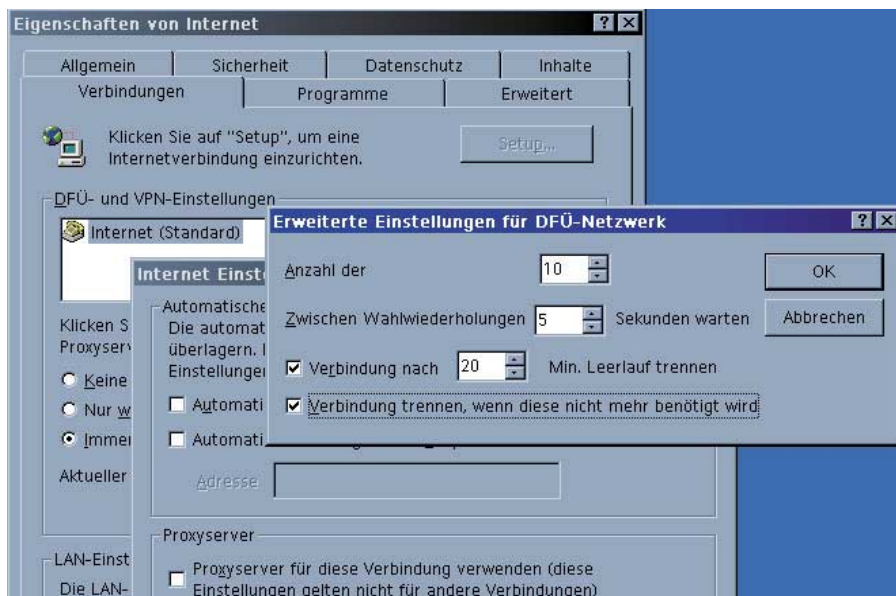 Eigenschaften von Internet
Allgemein
Sicherheit
Datenschutz
Inhalte
Verbindungen
Programme
Erweitert
Klicken Sie auf "Setup", um eine
Internetverbindung einzurichten.
Setup...
DFÜ- und VPN-Einstellungen
Internet (Standard)
Klicken S
Proxyserv
Keine
Nur w
Immer
Aktueller
LAN-Einst
Die LAN-
Internet Einste
Automatische
Die automat
überlagern.
Einstellungen
Automati
Automati
Adresse
Proxyserver
Proxyserver für diese Verbindung verwenden (diese
Einstellungen gelten nicht für andere Verbindungen)
Erweiterte Einstellungen für DFÜ-Netzwerk
Anzahl der 10
OK
Zwischen Wahlwiederholungen 5 Sekunden warten
Abbrechen
Verbindung nach 20 Min. Leerlauf trennen
Verbindung trennen, wenn diese nicht mehr benötigt wird